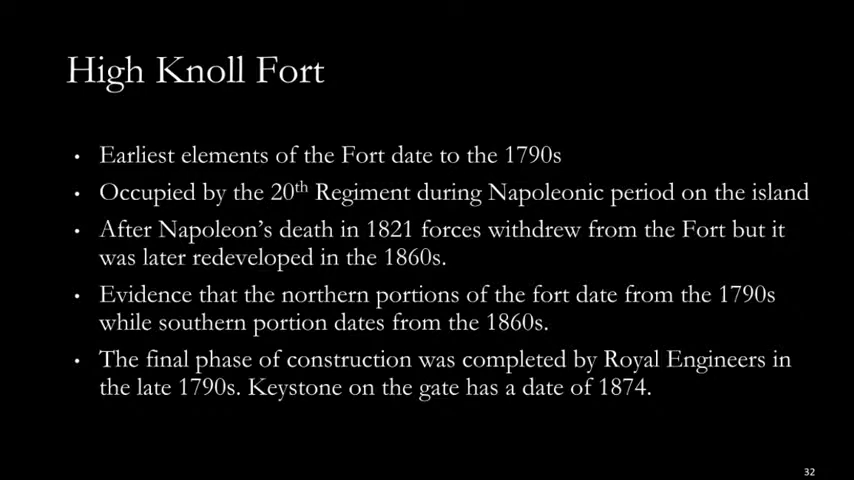 High Knoll Fort
• Earliest elements of the Fort date to the 1790s
• Occupied by the 20th Regiment during Napoleonic period on the island
• After Napoleon's death in 1821 forces withdrew from the Fort but it
was later redeveloped in the 1860s.
• Evidence that the northern portions of the fort date from the 1790s
while southern portion dates from the 1860s.
• The final phase of construction was completed by Royal Engineers in
the late 1790s. Keystone on the gate has a date of 1874.
32